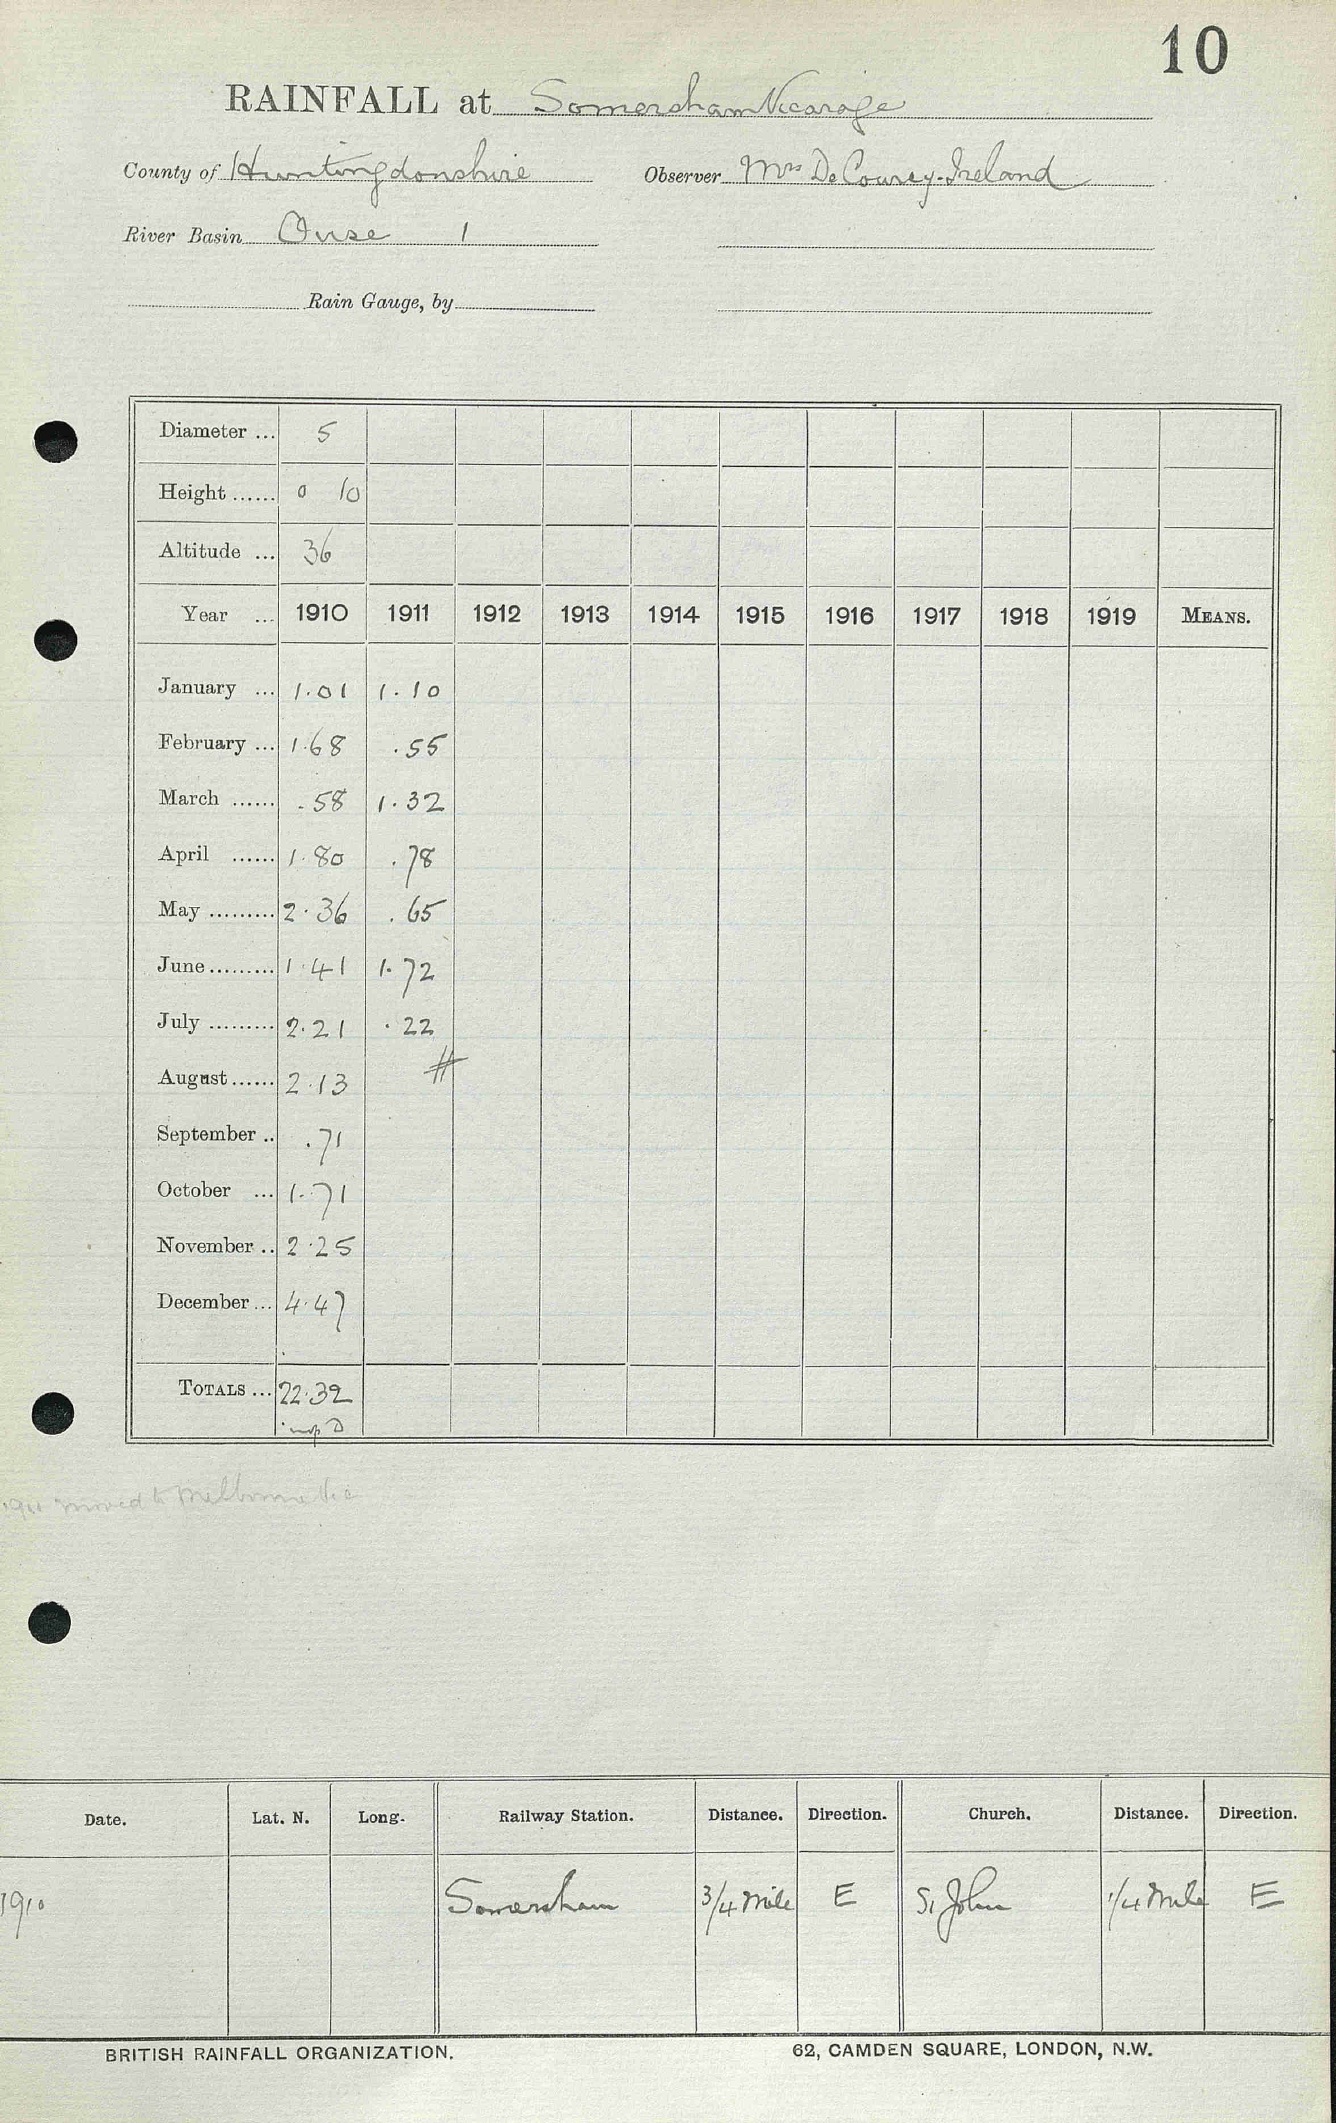 10
RAINFALL at Somersham Vicarage
County of Huntingdonshire Observer Mrs De Courcy-Ireland
River Basin Ouse 1
Rain Gauge, by
Diameter ... 5
Height ...... 0 10
Altitude ... 36
Year ... 1910 1911 1912 1913 1914 1915 1916 1917 1918 1919 MEANS.
January ... 1.01 1.10
February ... 1.68 .55
March ...... .58 1.32
April ...... 1.80 .78
May ......... 2.36 .65
June ......... 1.41 1.72
July ......... 2.21 .22
August ...... 2.13 #
September .. .71
October ... 1.71
November .. 2.25
December ... 4.47
TOTALS ... 22.32
1911 moved to Melbourne Vic
Date. Lat. N. Long. Railway Station. Distance. Direction. Church. Distance. Direction.
1910 Somersham 3/4 Mile E St John 1/4 Mile E
BRITISH RAINFALL ORGANIZATION. 62, CAMDEN SQUARE, LONDON, N.W.